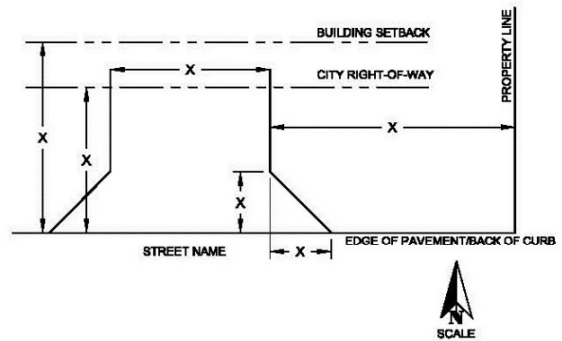 BUILDING SETBACK
PROPERTY LINE
X
CITY RIGHT-OF-WAY
X
X
X
X
X
STREET NAME
EDGE OF PAVEMENT/BACK OF CURB
N
SCALE